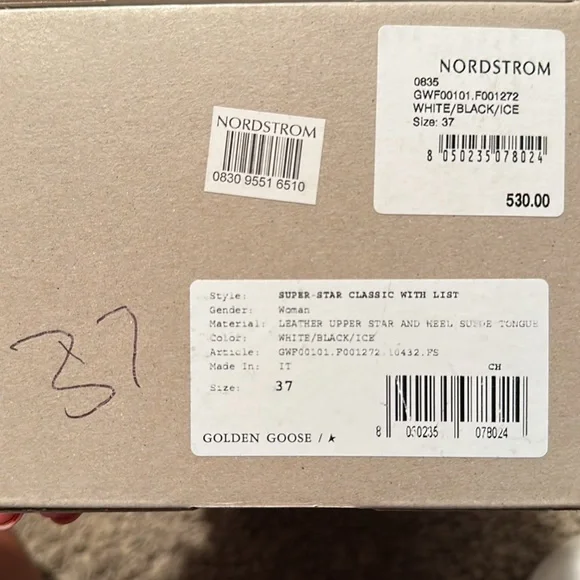 NORDSTROM
0835
GWF00101.F001272
WHITE/BLACK/ICE
Size: 37
8 050235 078024
530.00
NORDSTROM
0830 9551 6510
37
Style: SUPER-STAR CLASSIC WITH LIST
Gender: Woman
Material: LEATHER UPPER STAR AND HEEL SUEDE TONGUE
Color: WHITE/BLACK/ICE
Article: GWF00101.F001272.10432.FS
Made In: IT
CH
Size: 37
8 050235 078024
GOLDEN GOOSE /